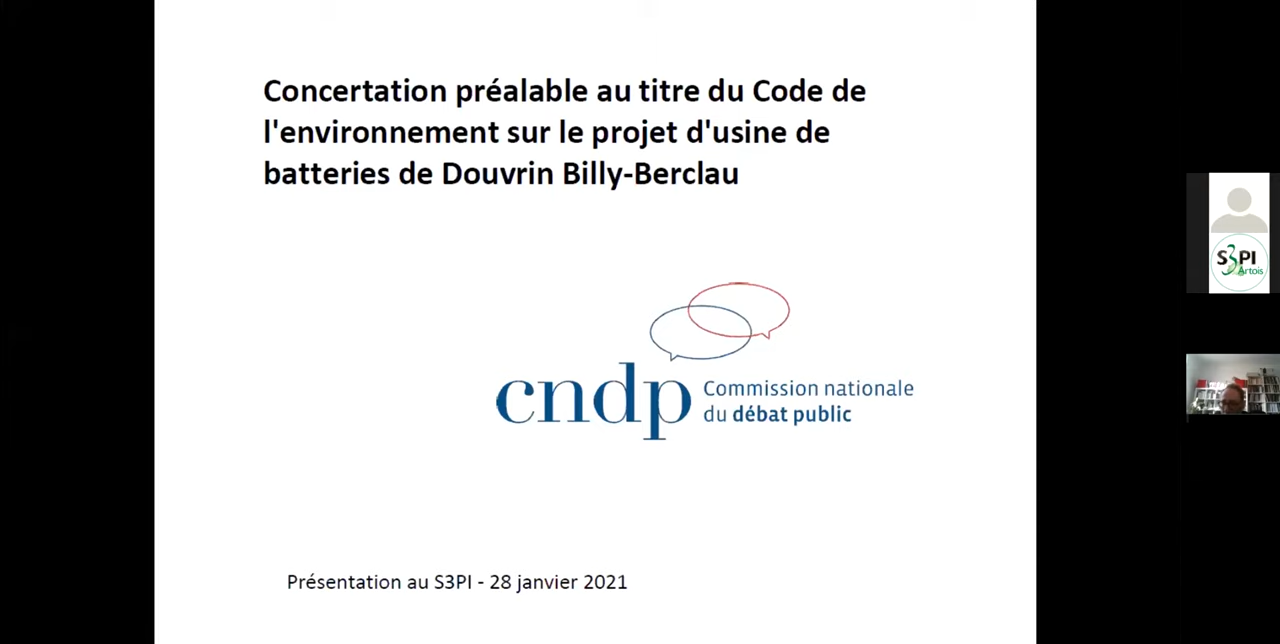 Concertation préalable au titre du Code de
l'environnement sur le projet d'usine de
batteries de Douvrin Billy-Berclau
cndp
Commission nationale
du débat public
Présentation au S3PI - 28 janvier 2021
S3PI
Artois